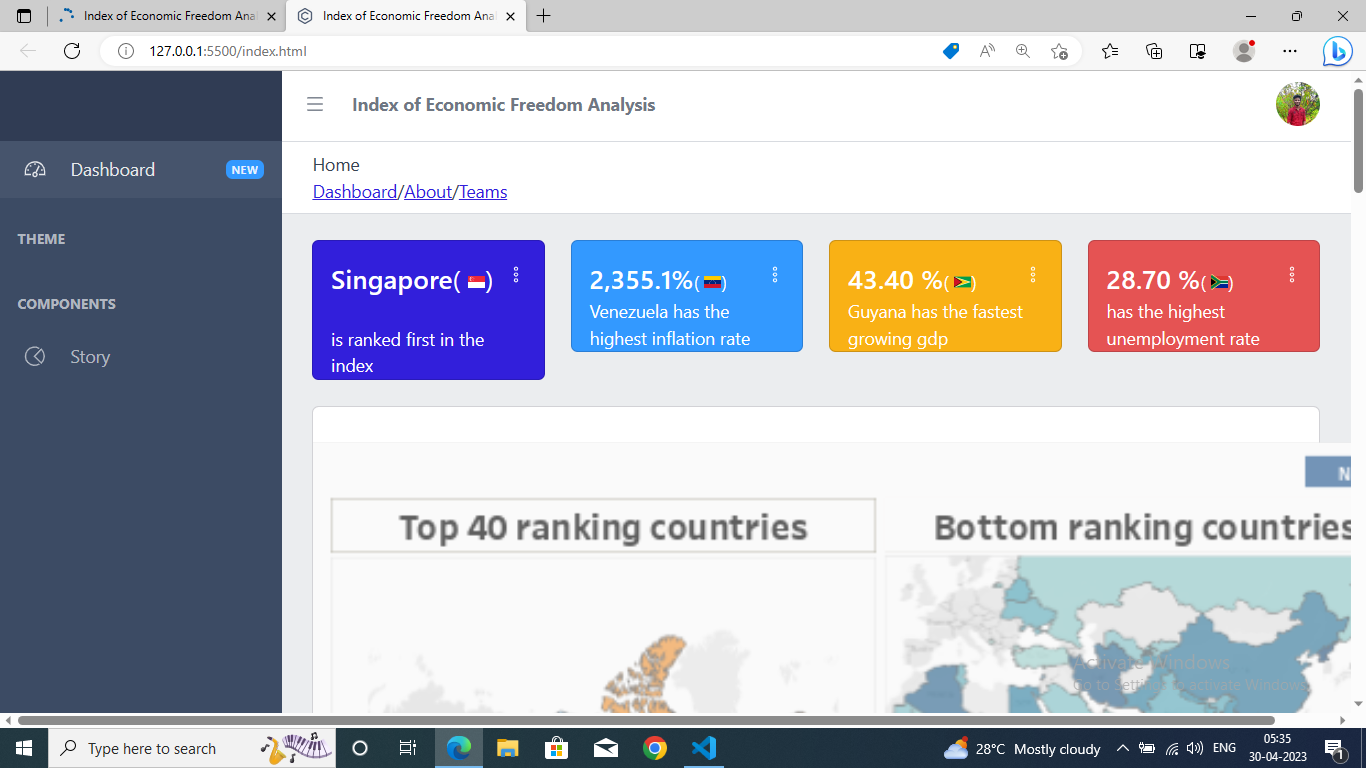 Index of Economic Freedom Anal
Index of Economic Freedom Anal
127.0.0.1:5500/index.html
Index of Economic Freedom Analysis
Dashboard NEW
Home
Dashboard/About/Teams
THEME
COMPONENTS
Story
Singapore( )
is ranked first in the
index
2,355.1%( )
Venezuela has the
highest inflation rate
43.40 %( )
Guyana has the fastest
growing gdp
28.70 %( )
has the highest
unemployment rate
N
Top 40 ranking countries
Bottom ranking countries
Activate Windows
Go to Settings to activate Windows.
Type here to search
28°C Mostly cloudy
ENG
05:35
30-04-2023
1